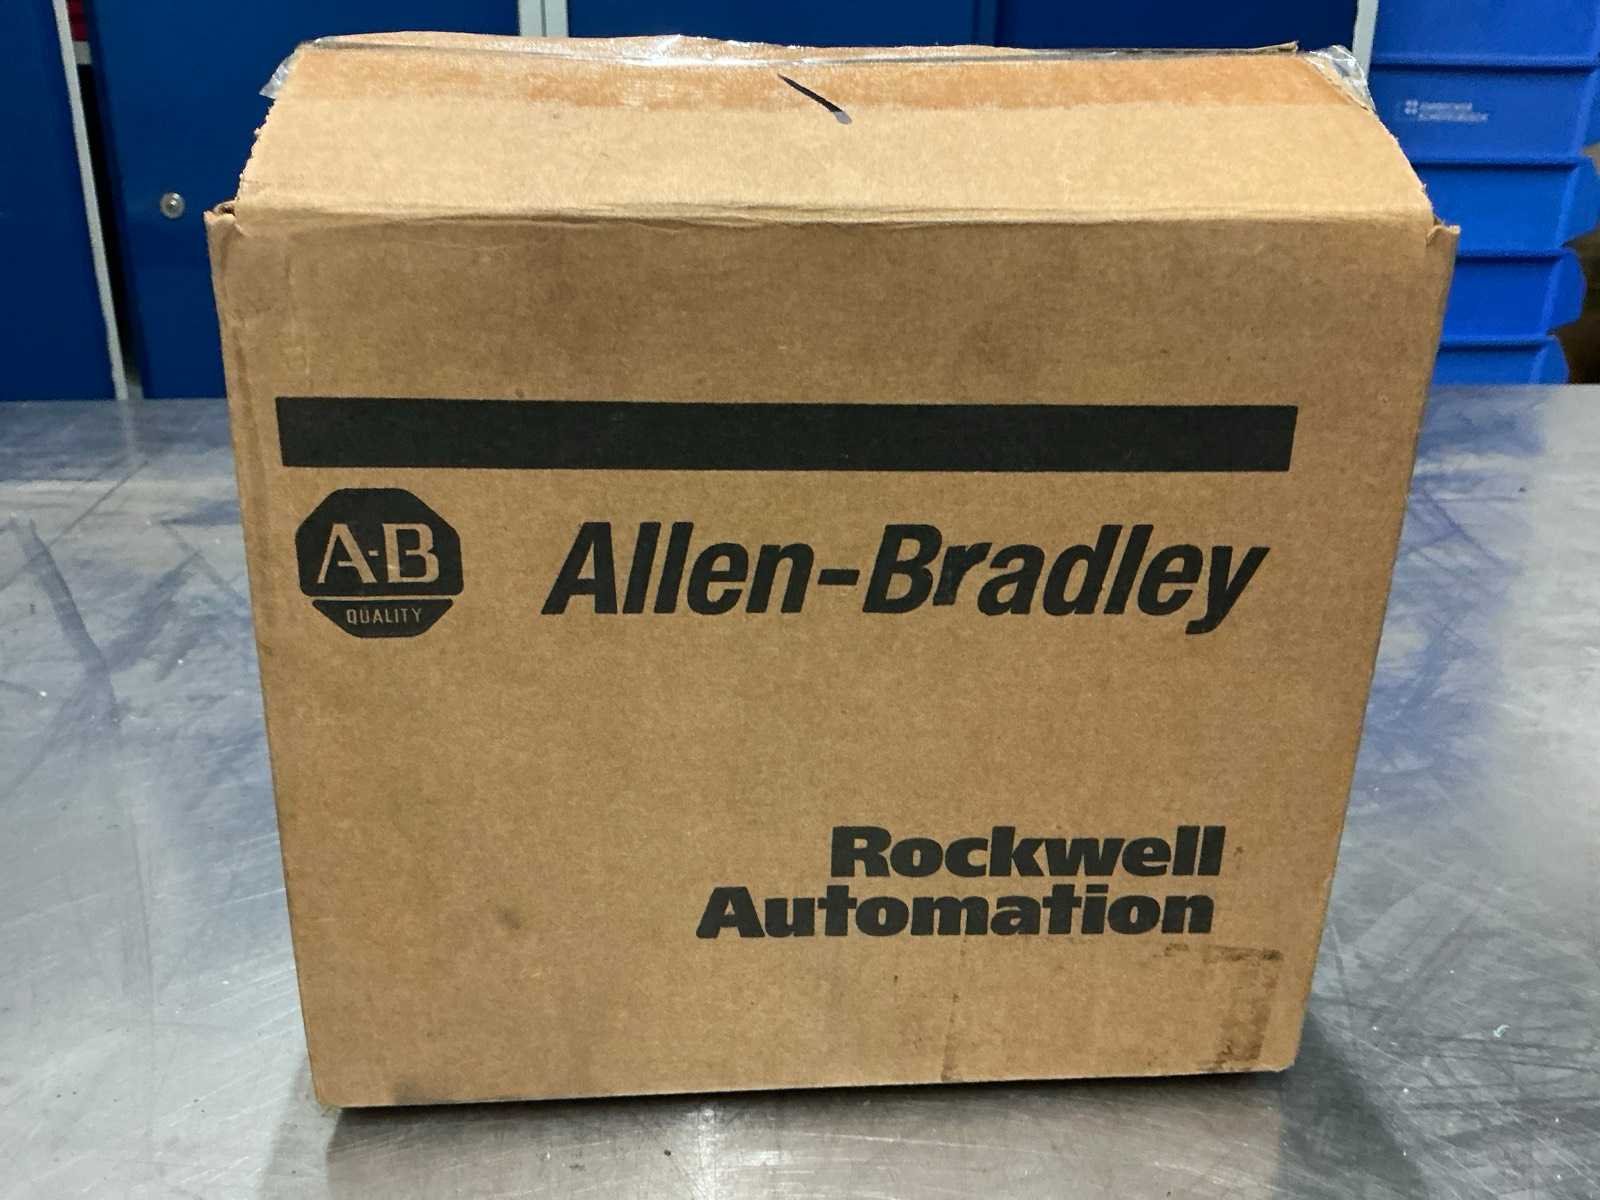 A-B
QUALITY
Allen-Bradley
Rockwell
Automation